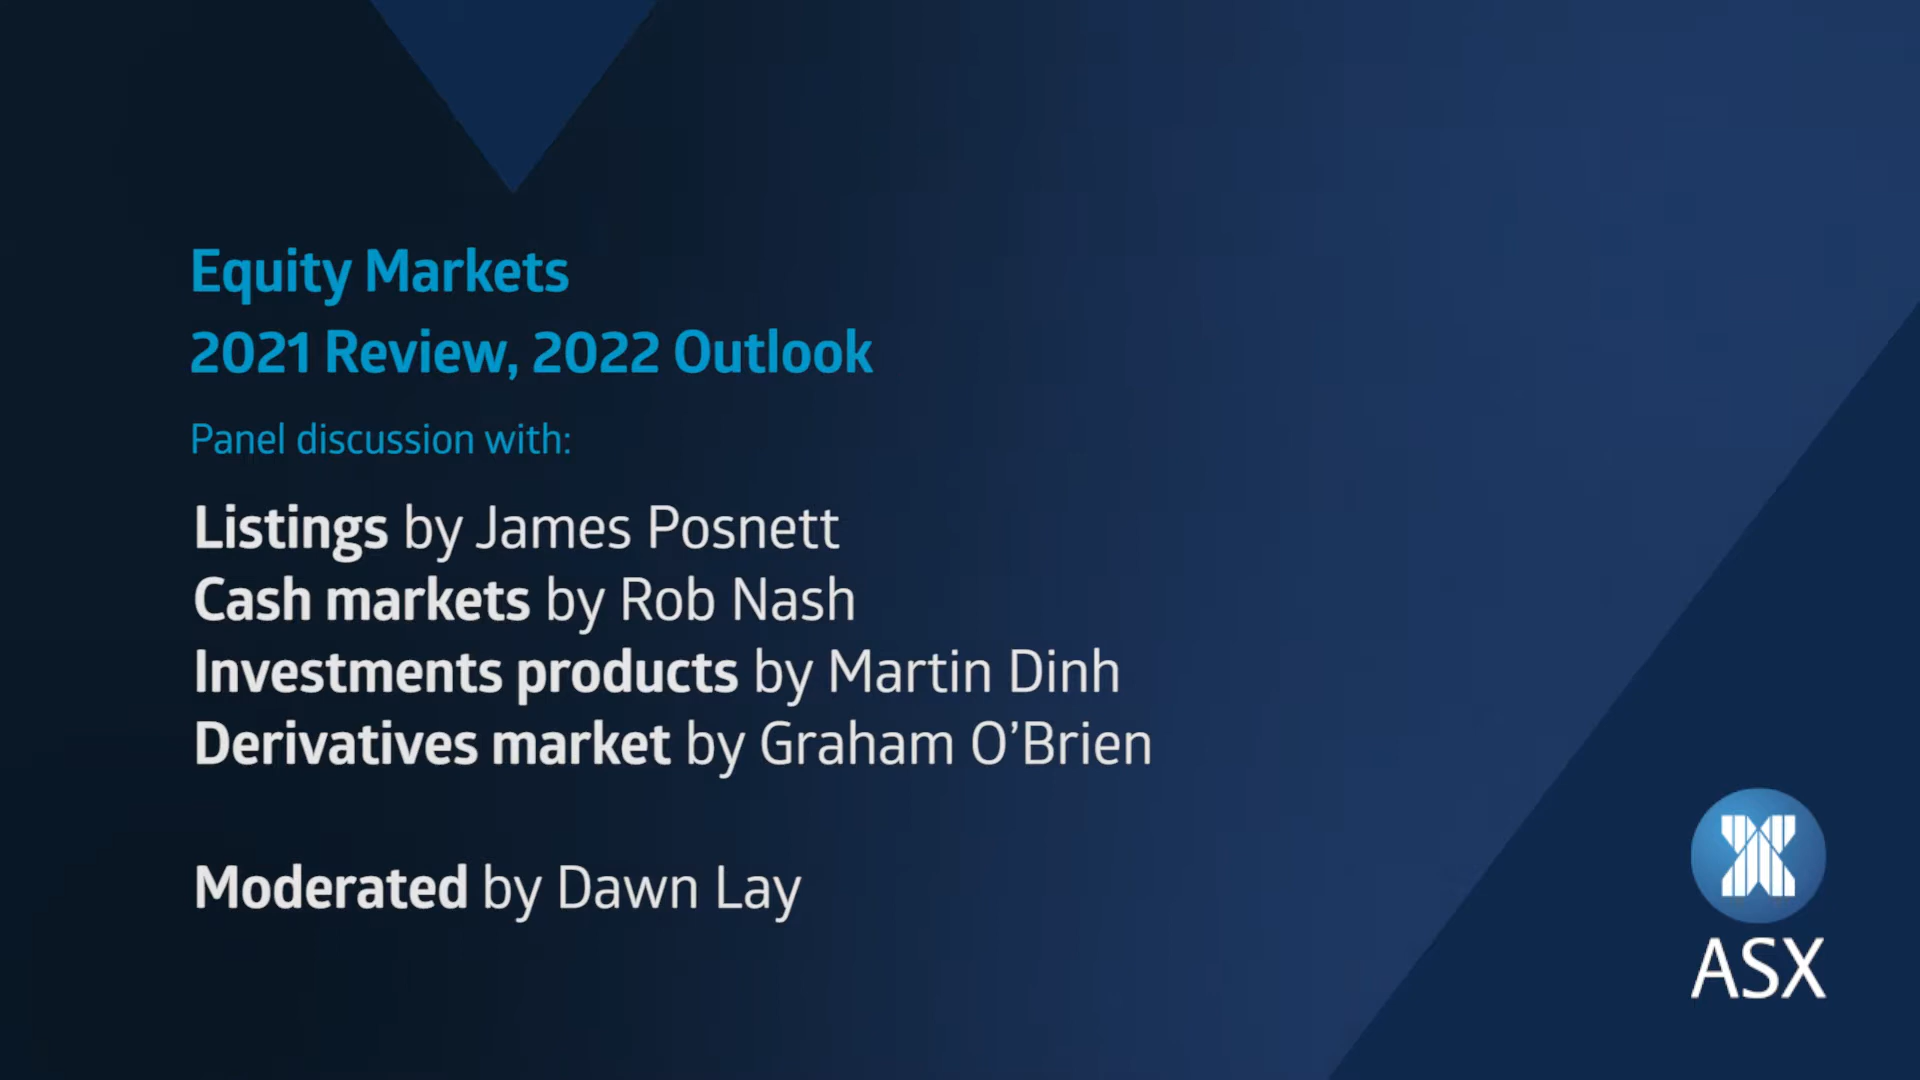 Equity Markets
2021 Review, 2022 Outlook
Panel discussion with:
Listings by James Posnett
Cash markets by Rob Nash
Investments products by Martin Dinh
Derivatives market by Graham O’Brien
Moderated by Dawn Lay
ASX